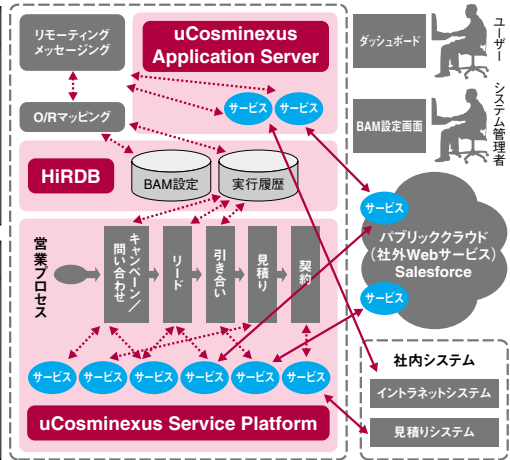 リモーティング
メッセージング
uCosminexus
Application Server
サービス
サービス
O/Rマッピング
HiRDB
BAM設定
実行履歴
営業プロセス
キャンペーン／
問い合わせ
リード
引き合い
見積り
契約
サービス
サービス
サービス
サービス
サービス
サービス
uCosminexus Service Platform
ダッシュボード
ユーザー
BAM設定画面
システム管理者
サービス
パブリッククラウド
（社外Webサービス）
Salesforce
サービス
社内システム
イントラネットシステム
見積りシステム